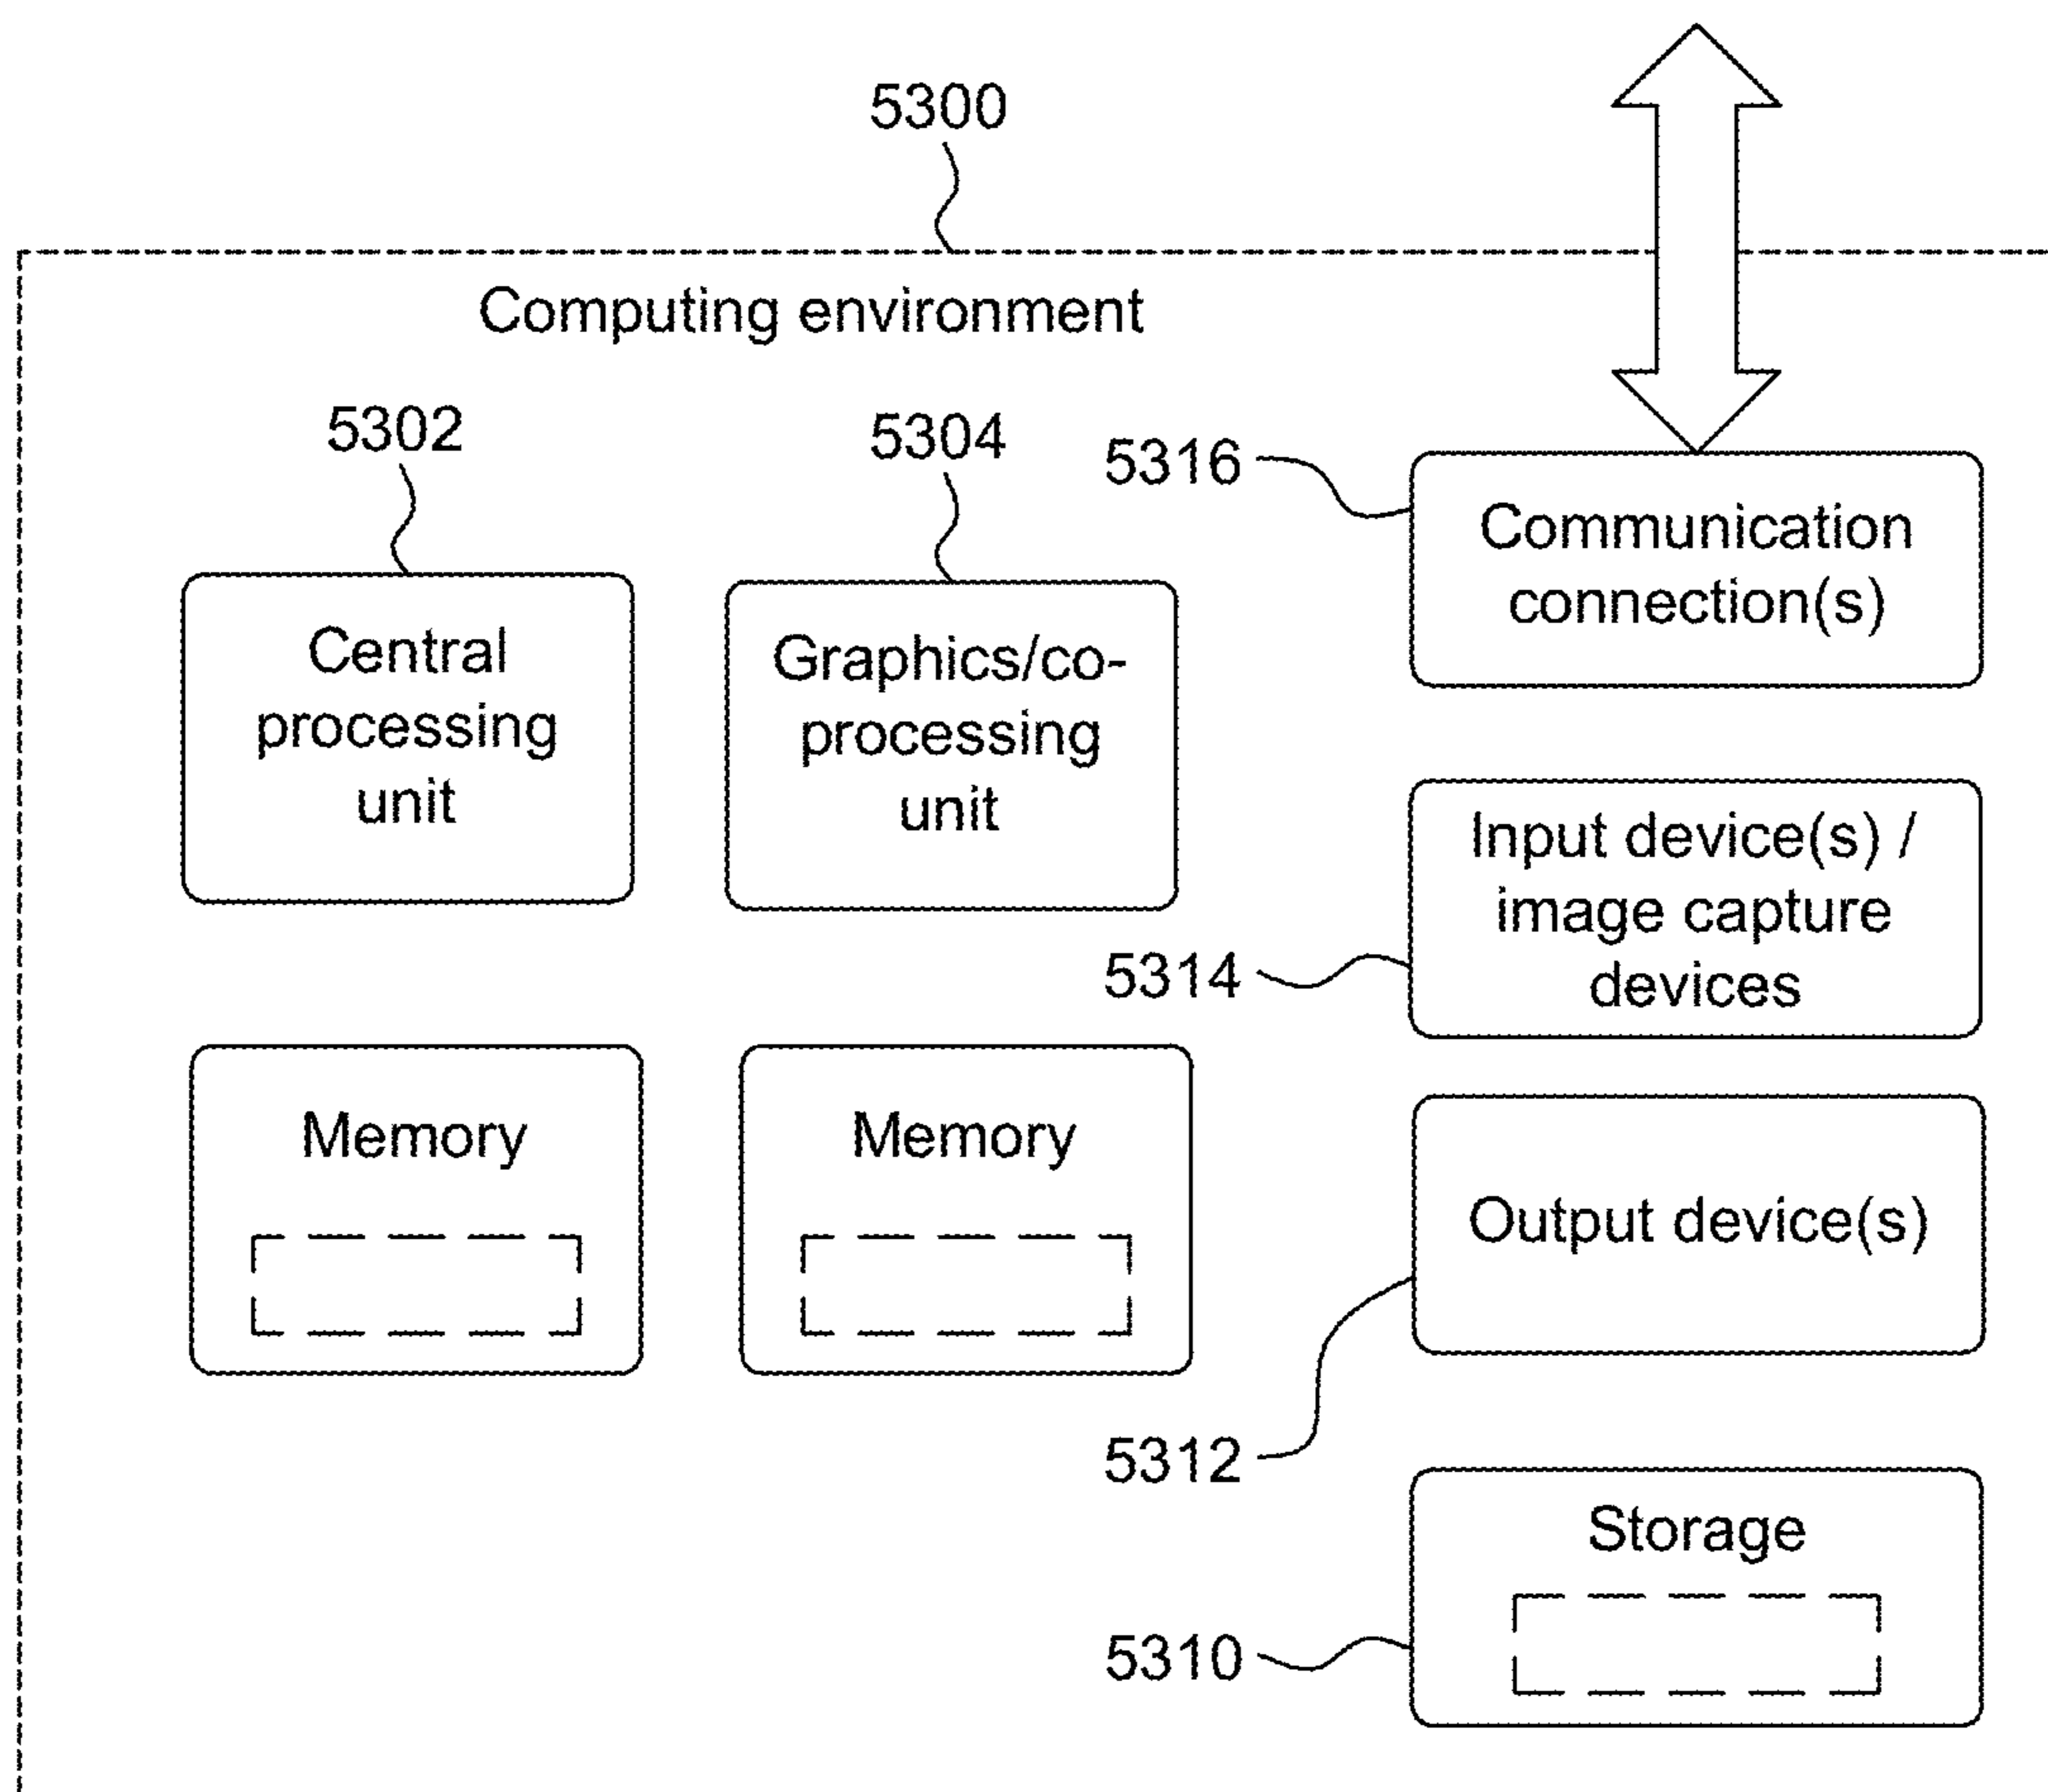 5300
Computing environment
5302
5304
5316
Communication
connection(s)
Central
processing
unit
Graphics/co-
processing
unit
Input device(s) /
image capture
devices
5314
Memory
Memory
Output device(s)
5312
Storage
5310